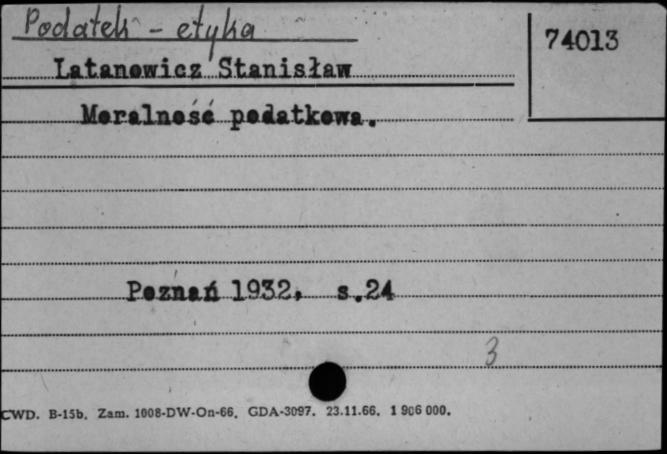 Podatek - etyka
74013
Latanowicz Stanisław
Moralność podatkowa.
Poznań 1932, s.24
3
CWD. B-15b. Zam. 1008-DW-On-66. GDA-3097. 23.11.66. 1 906 000.